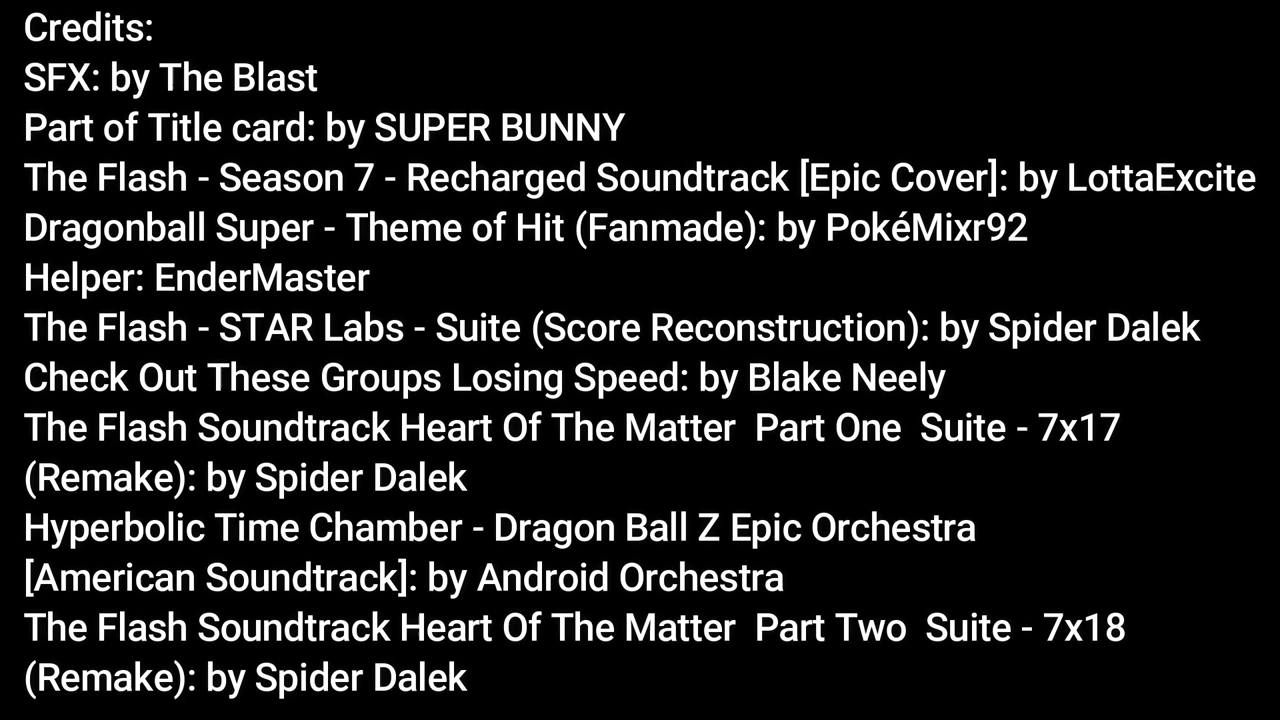 Credits:
SFX: by The Blast
Part of Title card: by SUPER BUNNY
The Flash - Season 7 - Recharged Soundtrack [Epic Cover]: by LottaExcite
Dragonball Super - Theme of Hit (Fanmade): by PokéMixr92
Helper: EnderMaster
The Flash - STAR Labs - Suite (Score Reconstruction): by Spider Dalek
Check Out These Groups Losing Speed: by Blake Neely
The Flash Soundtrack Heart Of The Matter  Part One  Suite - 7x17
(Remake): by Spider Dalek
Hyperbolic Time Chamber - Dragon Ball Z Epic Orchestra
[American Soundtrack]: by Android Orchestra
The Flash Soundtrack Heart Of The Matter  Part Two  Suite - 7x18
(Remake): by Spider Dalek